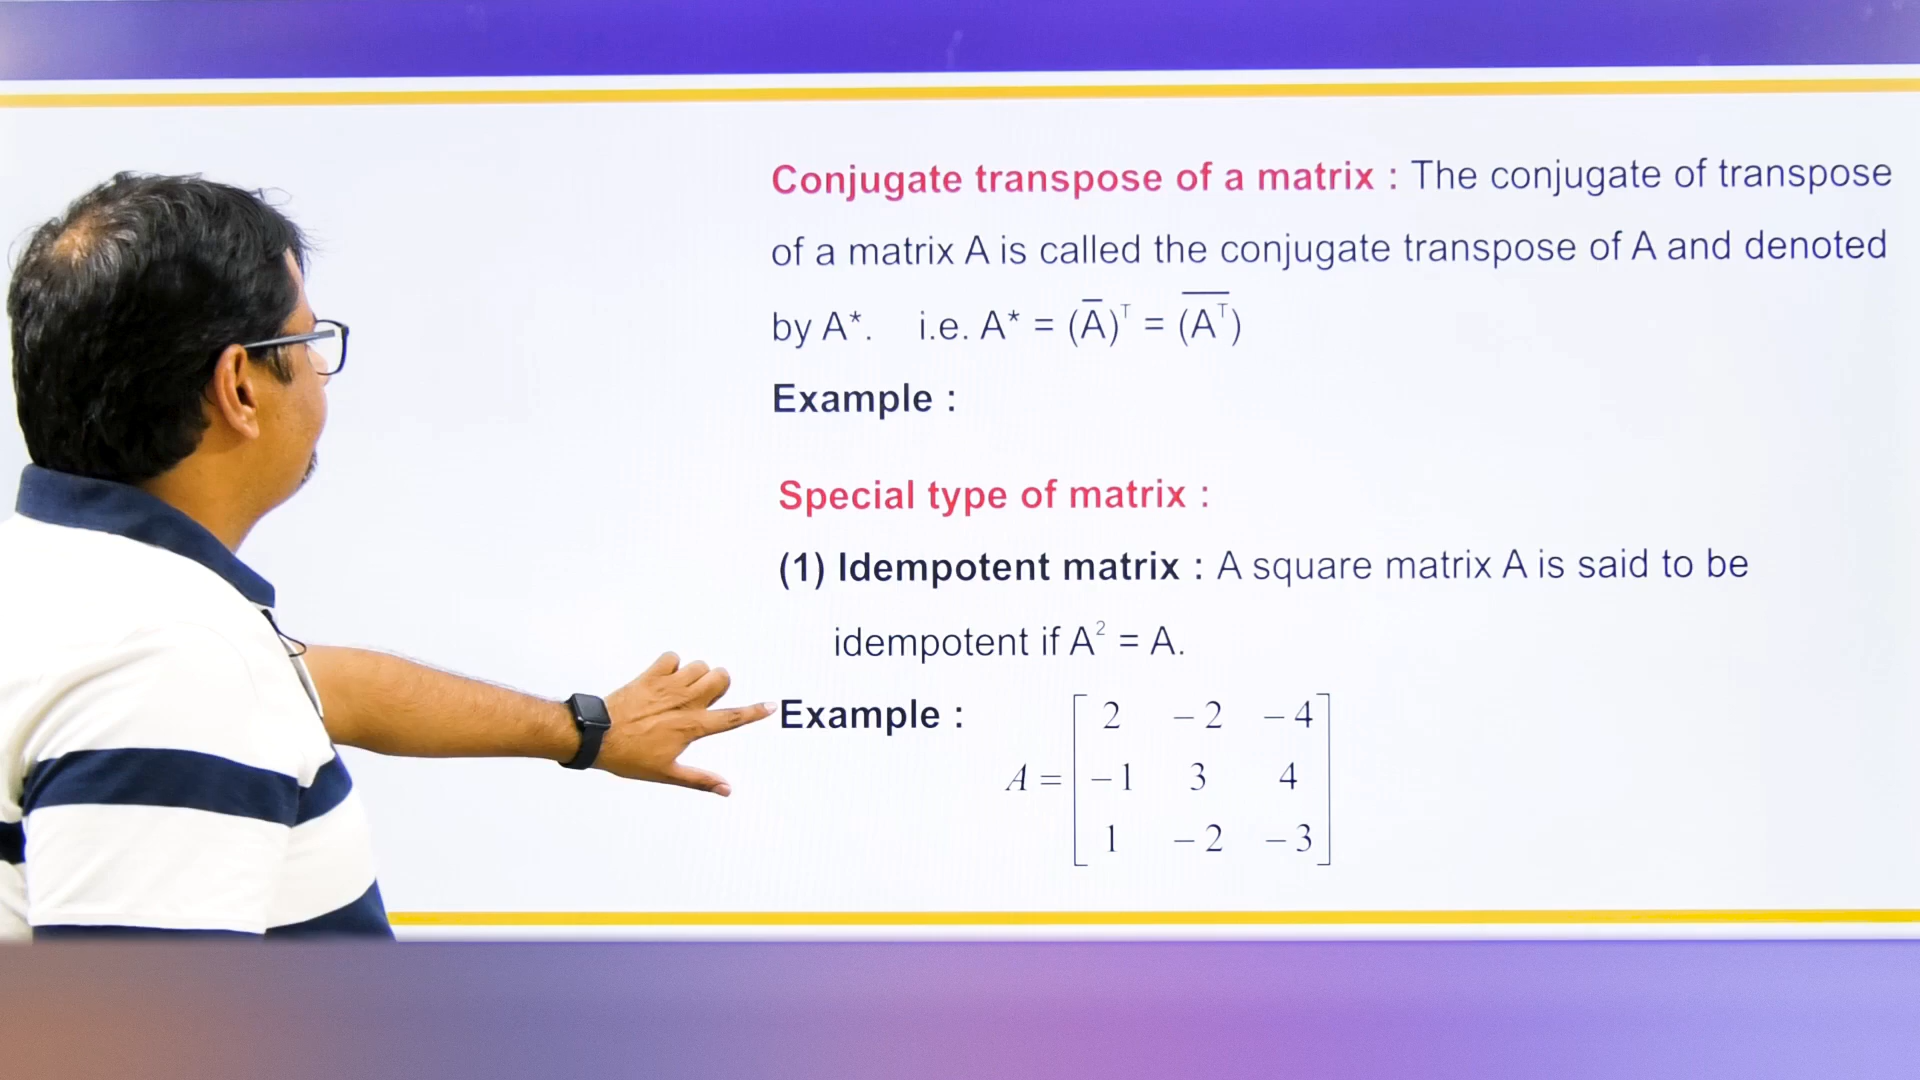 Conjugate transpose of a matrix : The conjugate of transpose
of a matrix A is called the conjugate transpose of A and denoted
by A*. i.e. A* = (A̅)ᵀ = \overline{(Aᵀ)}
Example :
Special type of matrix :
(1) Idempotent matrix : A square matrix A is said to be
idempotent if A² = A.
Example :
A = [ 2 −2 −4
−1 3 4
1 −2 −3 ]